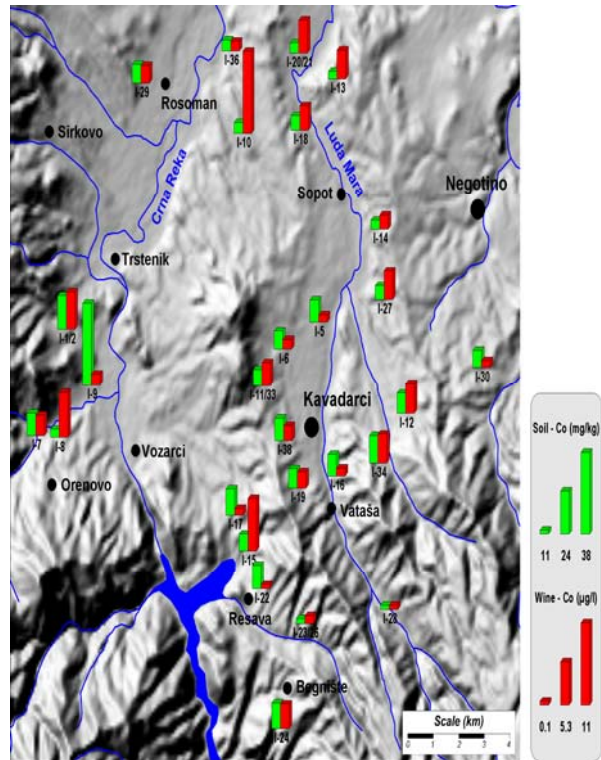 I-36
I-20/21
I-13
I-29
Rosoman
Sirkovo
I-10
I-18
Luda Mara
Crna Reka
Sopot
Negotino
I-14
Trstenik
I-27
I-5
I-1/2
I-6
I-9
I-30
I-11/33
I-12
Kavadarci
I-7
I-8
I-38
Vozarci
I-34
I-16
I-19
Orenovo
I-17
Vataša
I-15
I-22
Resava
I-28
Begnište
I-24
Scale (km)
0 1 2 3 4
Soil - Co (mg/kg)
11 24 38
Wine - Co (µg/l)
0.1 5.3 11